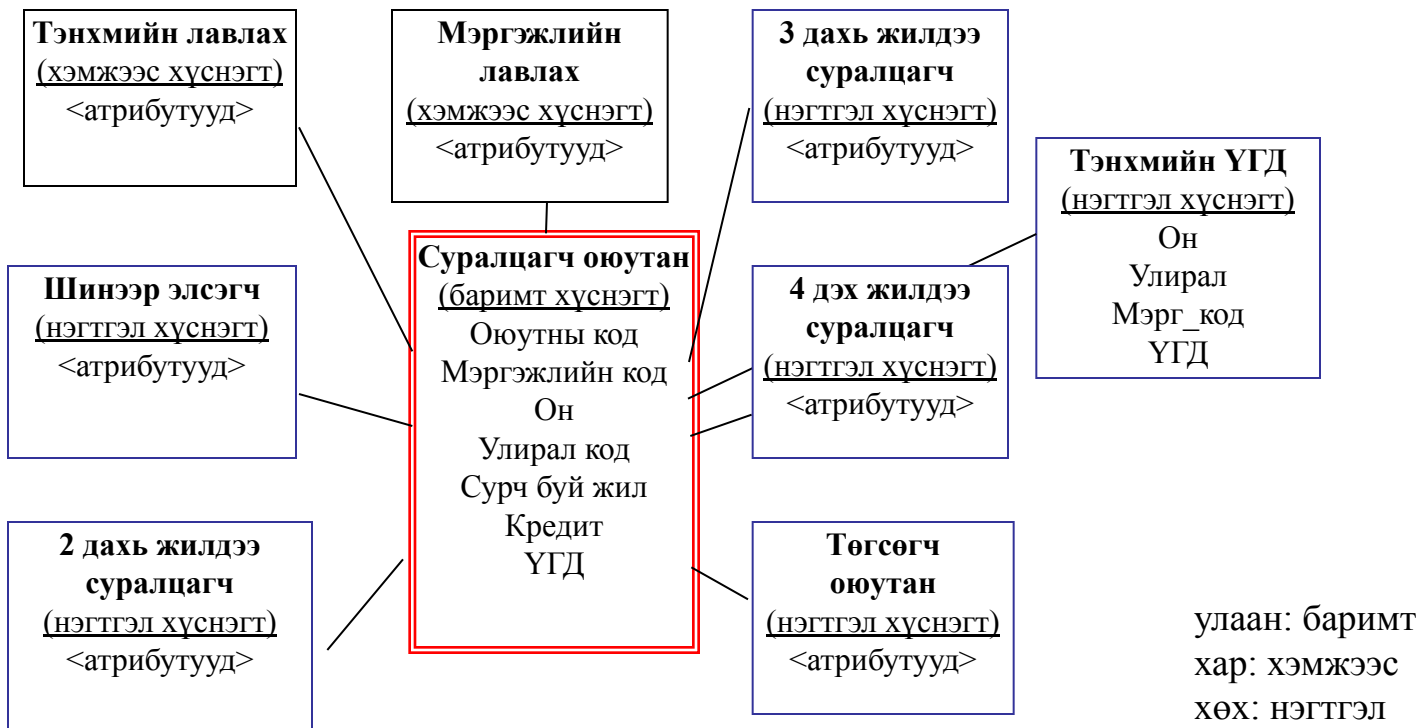 Тэнхмийн лавлах
(хэмжээс хүснэгт)
<атрибутууд>
Мэргэжлийн
лавлах
(хэмжээс хүснэгт)
<атрибутууд>
3 дахь жилдээ
суралцагч
(нэгтгэл хүснэгт)
<атрибутууд>
Тэнхмийн ҮГД
(нэгтгэл хүснэгт)
Он
Улирал
Мэрг_код
ҮГД
Шинээр элсэгч
(нэгтгэл хүснэгт)
<атрибутууд>
Суралцагч оюутан
(баримт хүснэгт)
Оюутны код
Мэргэжлийн код
Он
Улирал код
Сурч буй жил
Кредит
ҮГД
4 дэх жилдээ
суралцагч
(нэгтгэл хүснэгт)
<атрибутууд>
2 дахь жилдээ
суралцагч
(нэгтгэл хүснэгт)
<атрибутууд>
Төгсөгч
оюутан
(нэгтгэл хүснэгт)
<атрибутууд>
улаан: баримт
хар: хэмжээс
хөх: нэгтгэл